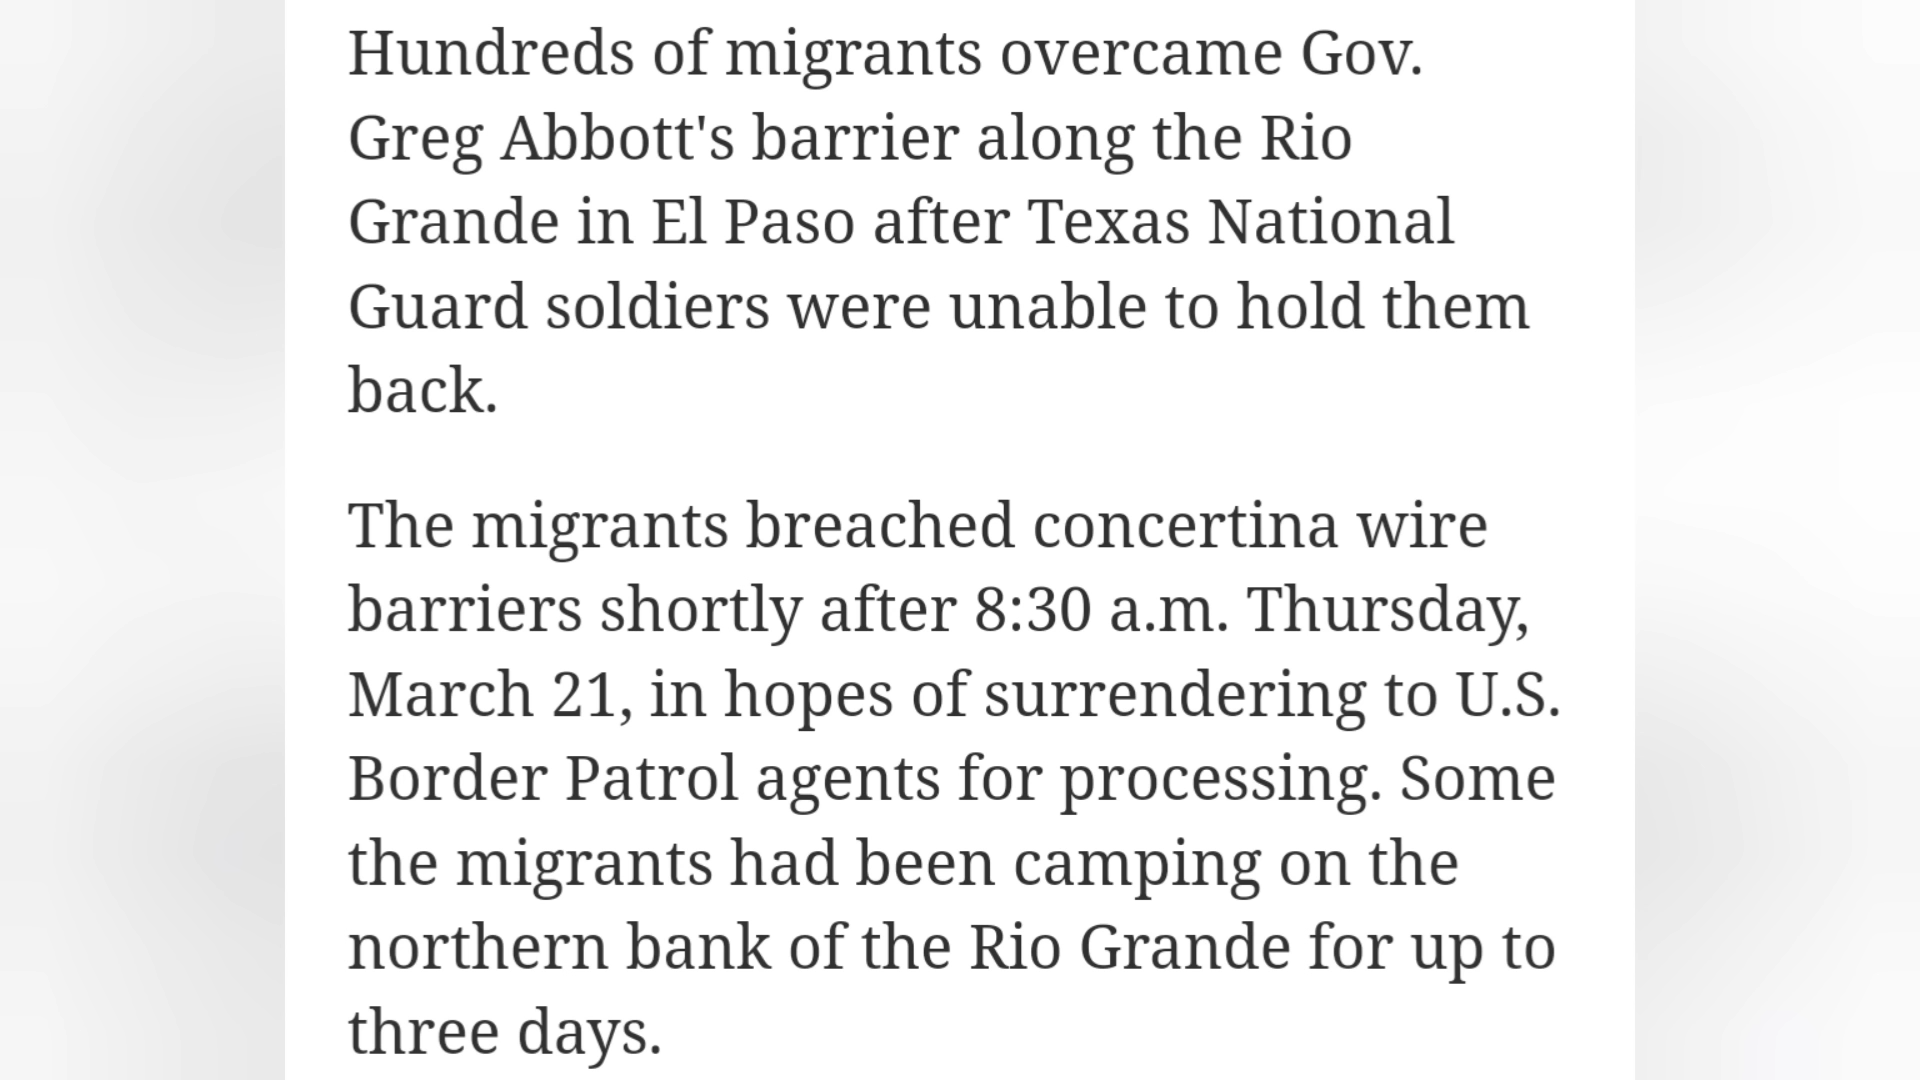 Hundreds of migrants overcame Gov.
Greg Abbott's barrier along the Rio
Grande in El Paso after Texas National
Guard soldiers were unable to hold them
back.
The migrants breached concertina wire
barriers shortly after 8:30 a.m. Thursday,
March 21, in hopes of surrendering to U.S.
Border Patrol agents for processing. Some
the migrants had been camping on the
northern bank of the Rio Grande for up to
three days.